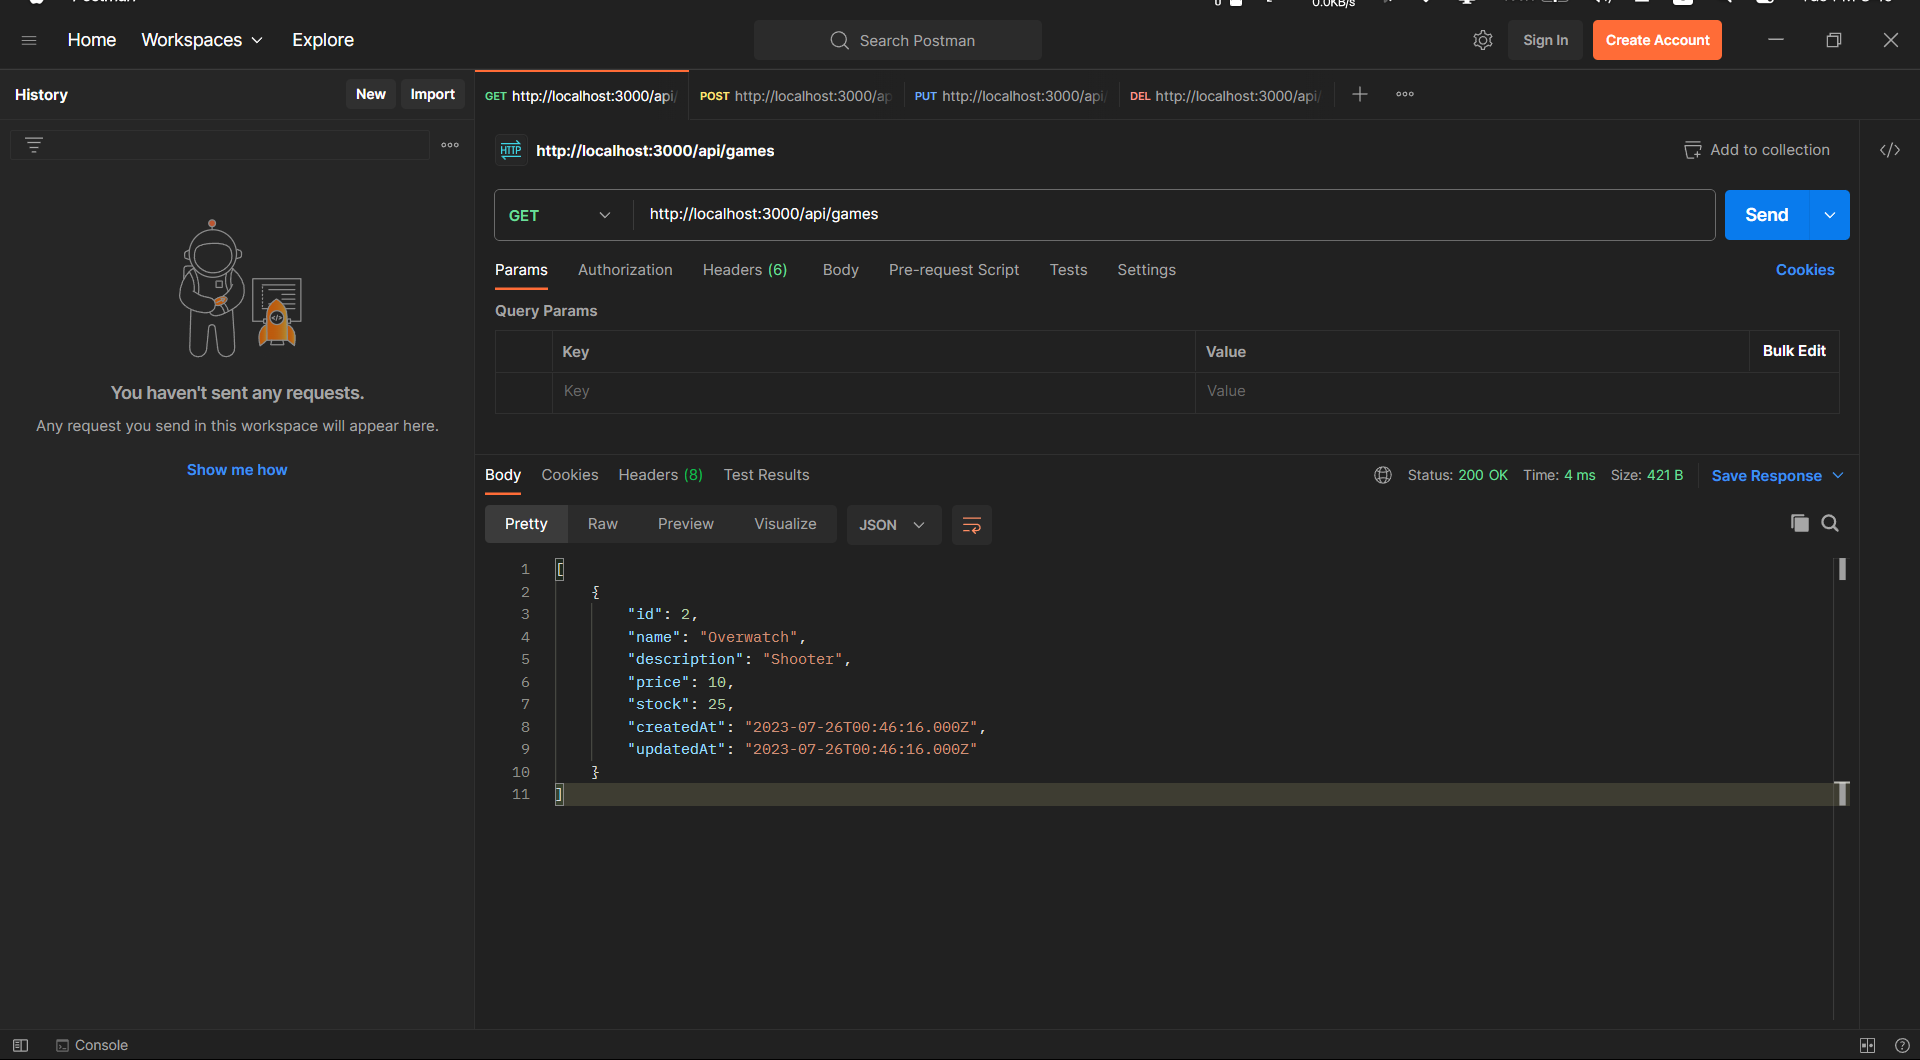 0.0KB/s
Home Workspaces Explore
Search Postman
Sign In
Create Account
History
New
Import
GET http://localhost:3000/api/
POST http://localhost:3000/ap
PUT http://localhost:3000/api/
DEL http://localhost:3000/api/
HTTP http://localhost:3000/api/games
Add to collection
</>
GET http://localhost:3000/api/games
Send
Params Authorization Headers (6) Body Pre-request Script Tests Settings
Cookies
Query Params
Key Value Bulk Edit
Key Value
You haven't sent any requests.
Any request you send in this workspace will appear here.
Show me how
Body Cookies Headers (8) Test Results
Status: 200 OK Time: 4 ms Size: 421 B Save Response
Pretty Raw Preview Visualize JSON
1 [
2 {
3 "id": 2,
4 "name": "Overwatch",
5 "description": "Shooter",
6 "price": 10,
7 "stock": 25,
8 "createdAt": "2023-07-26T00:46:16.000Z",
9 "updatedAt": "2023-07-26T00:46:16.000Z"
10 }
11 ]
Console